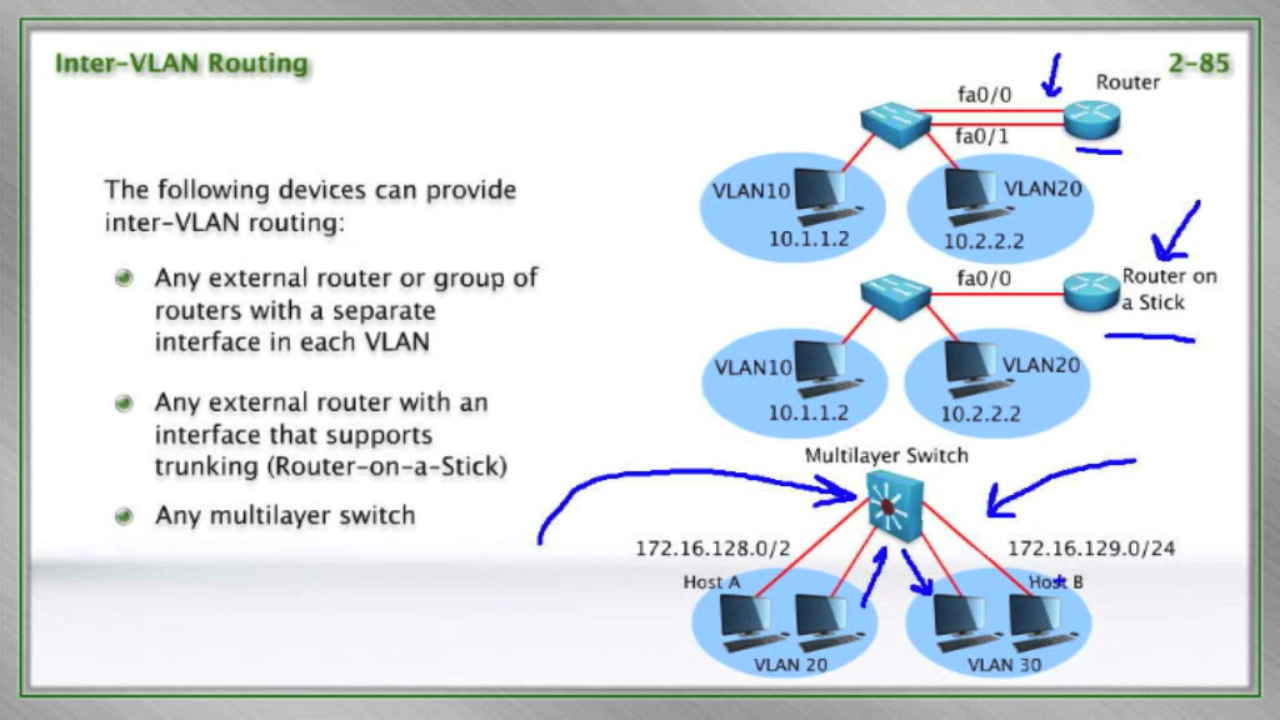 Inter-VLAN Routing
2-85
The following devices can provide
inter-VLAN routing:
Any external router or group of
routers with a separate
interface in each VLAN
Any external router with an
interface that supports
trunking (Router-on-a-Stick)
Any multilayer switch
Router
fa0/0
fa0/1
VLAN10
VLAN20
10.1.1.2
10.2.2.2
fa0/0
Router on
a Stick
VLAN10
VLAN20
10.1.1.2
10.2.2.2
Multilayer Switch
172.16.128.0/2
172.16.129.0/24
Host A
Host B
VLAN 20
VLAN 30